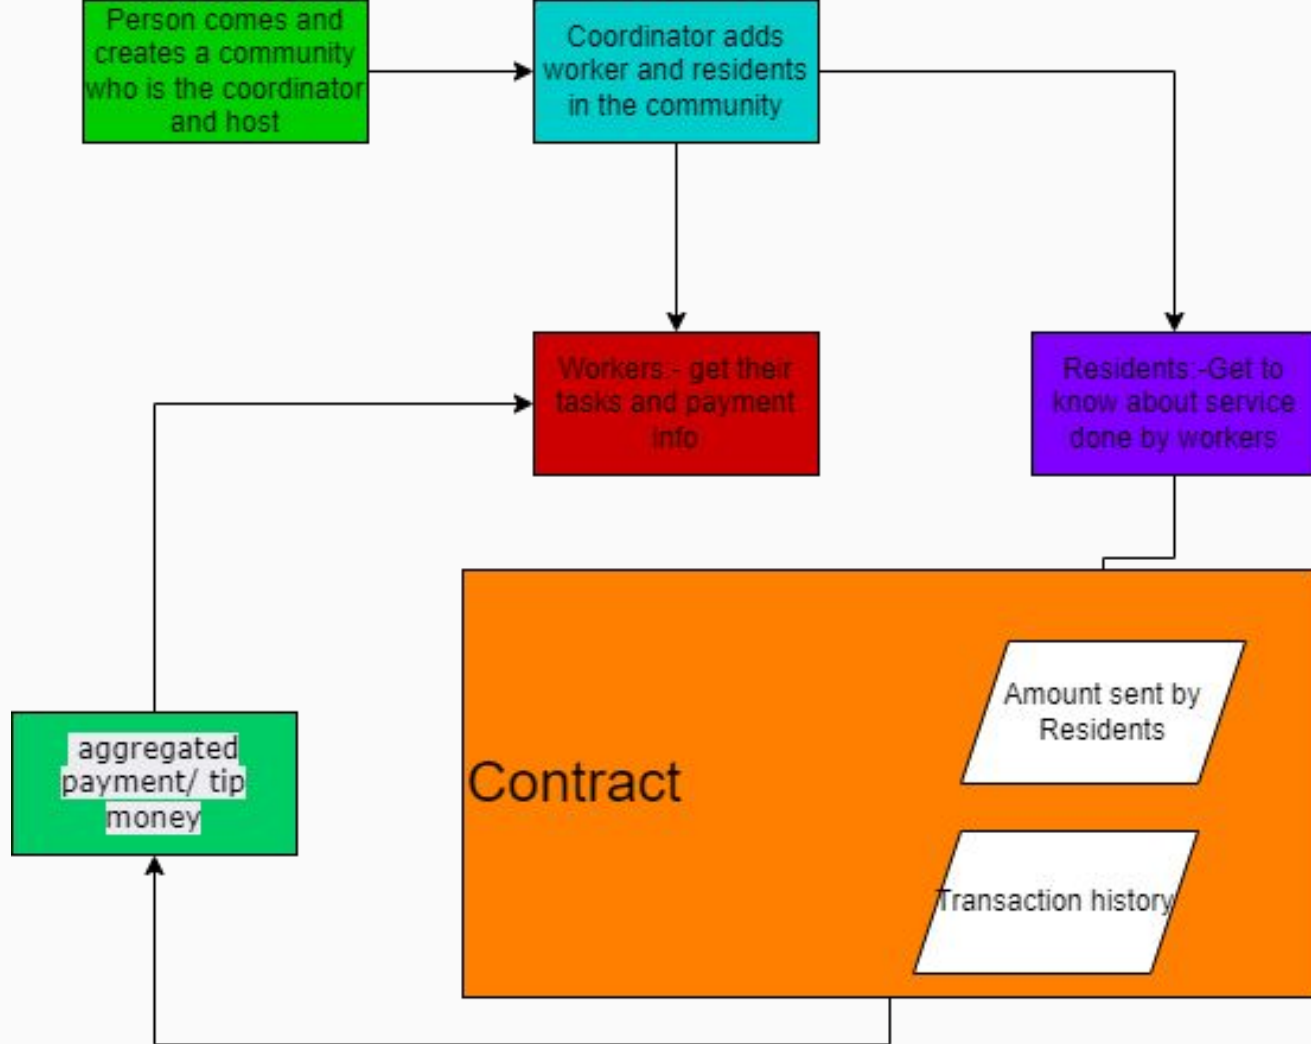 Person comes and
creates a community
who is the coordinator
and host
Coordinator adds
worker and residents
in the community
Workers:- get their
tasks and payment
info
Residents:-Get to
know about service
done by workers
Amount sent by
Residents
aggregated
payment/ tip
money
Contract
Transaction history